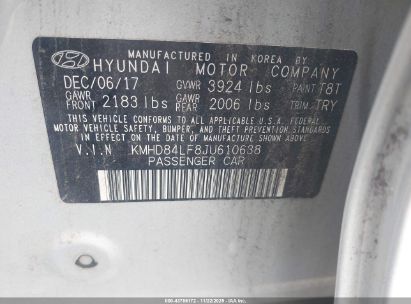 MANUFACTURED IN KOREA BY
HYUNDAI MOTOR COMPANY
DEC/06/17 GVWR 3924 lbs PAINT T8T
GAWR FRONT 2183 lbs GAWR REAR 2006 lbs TRIM TRY
THIS VEHICLE CONFORMS TO ALL APPLICABLE U.S.A. FEDERAL
MOTOR VEHICLE SAFETY, BUMPER, AND THEFT PREVENTION STANDARDS
IN EFFECT ON THE DATE OF MANUFACTURE SHOWN ABOVE.
V.I.N KMHD84LF8JU610638
PASSENGER CAR